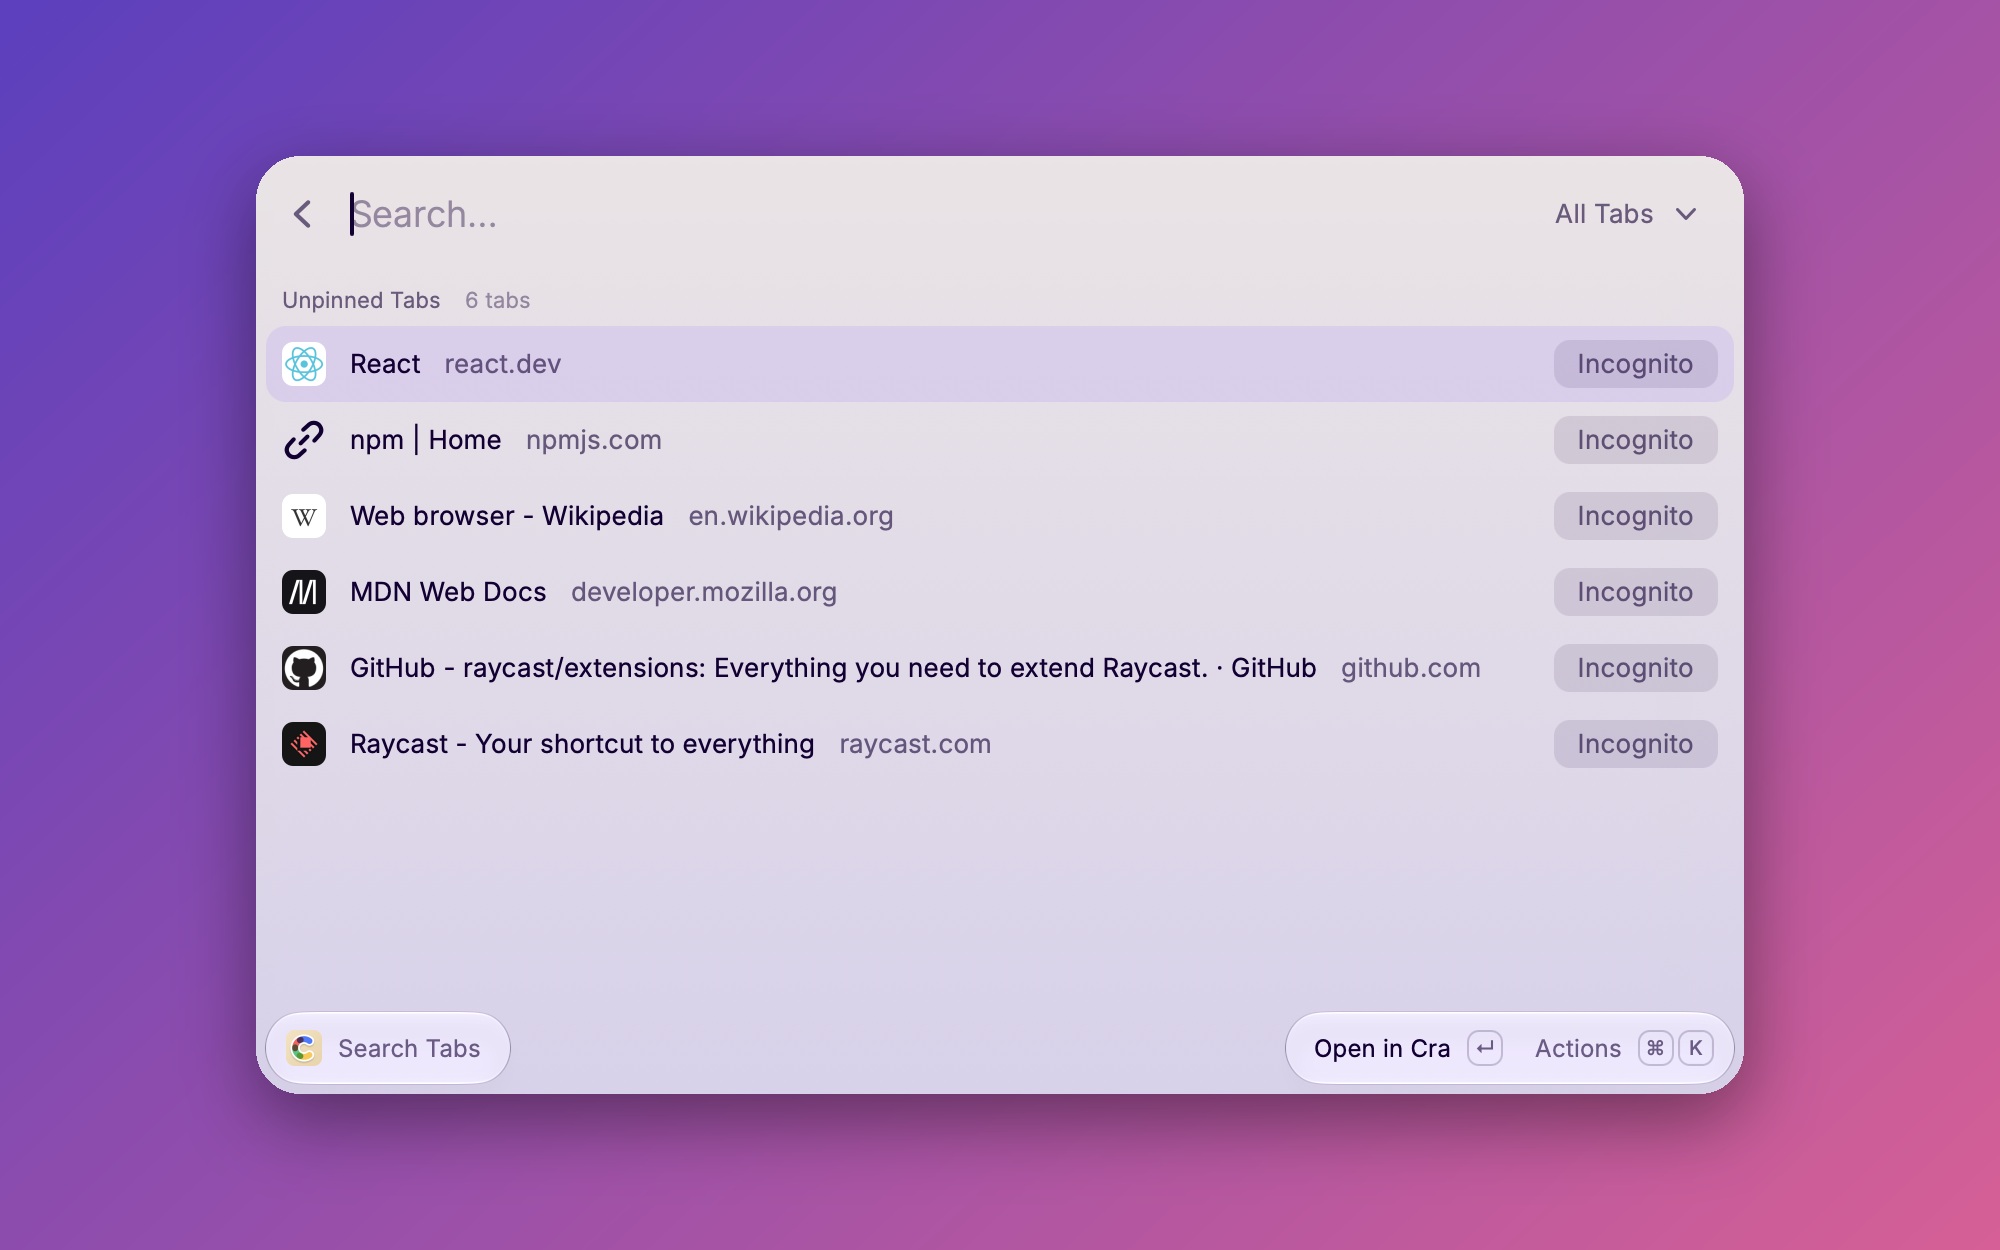 Search... All Tabs
Unpinned Tabs 6 tabs
React react.dev Incognito
npm | Home npmjs.com Incognito
W Web browser - Wikipedia en.wikipedia.org Incognito
MDN Web Docs developer.mozilla.org Incognito
GitHub - raycast/extensions: Everything you need to extend Raycast. · GitHub github.com Incognito
Raycast - Your shortcut to everything raycast.com Incognito
Search Tabs Open in Cra ↵ Actions ⌘ K